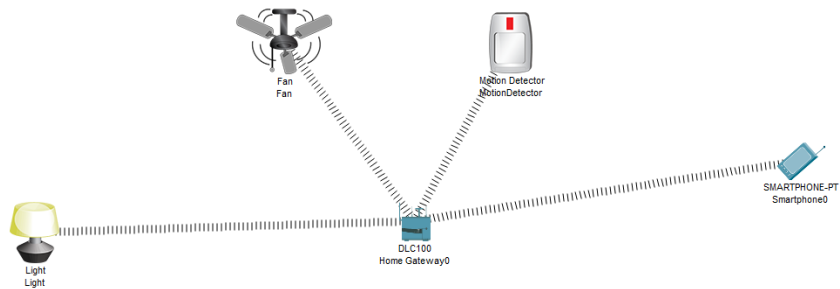 Fan
Fan
Motion Detector
MotionDetector
SMARTPHONE-PT
Smartphone0
DLC100
Home Gateway0
Light
Light